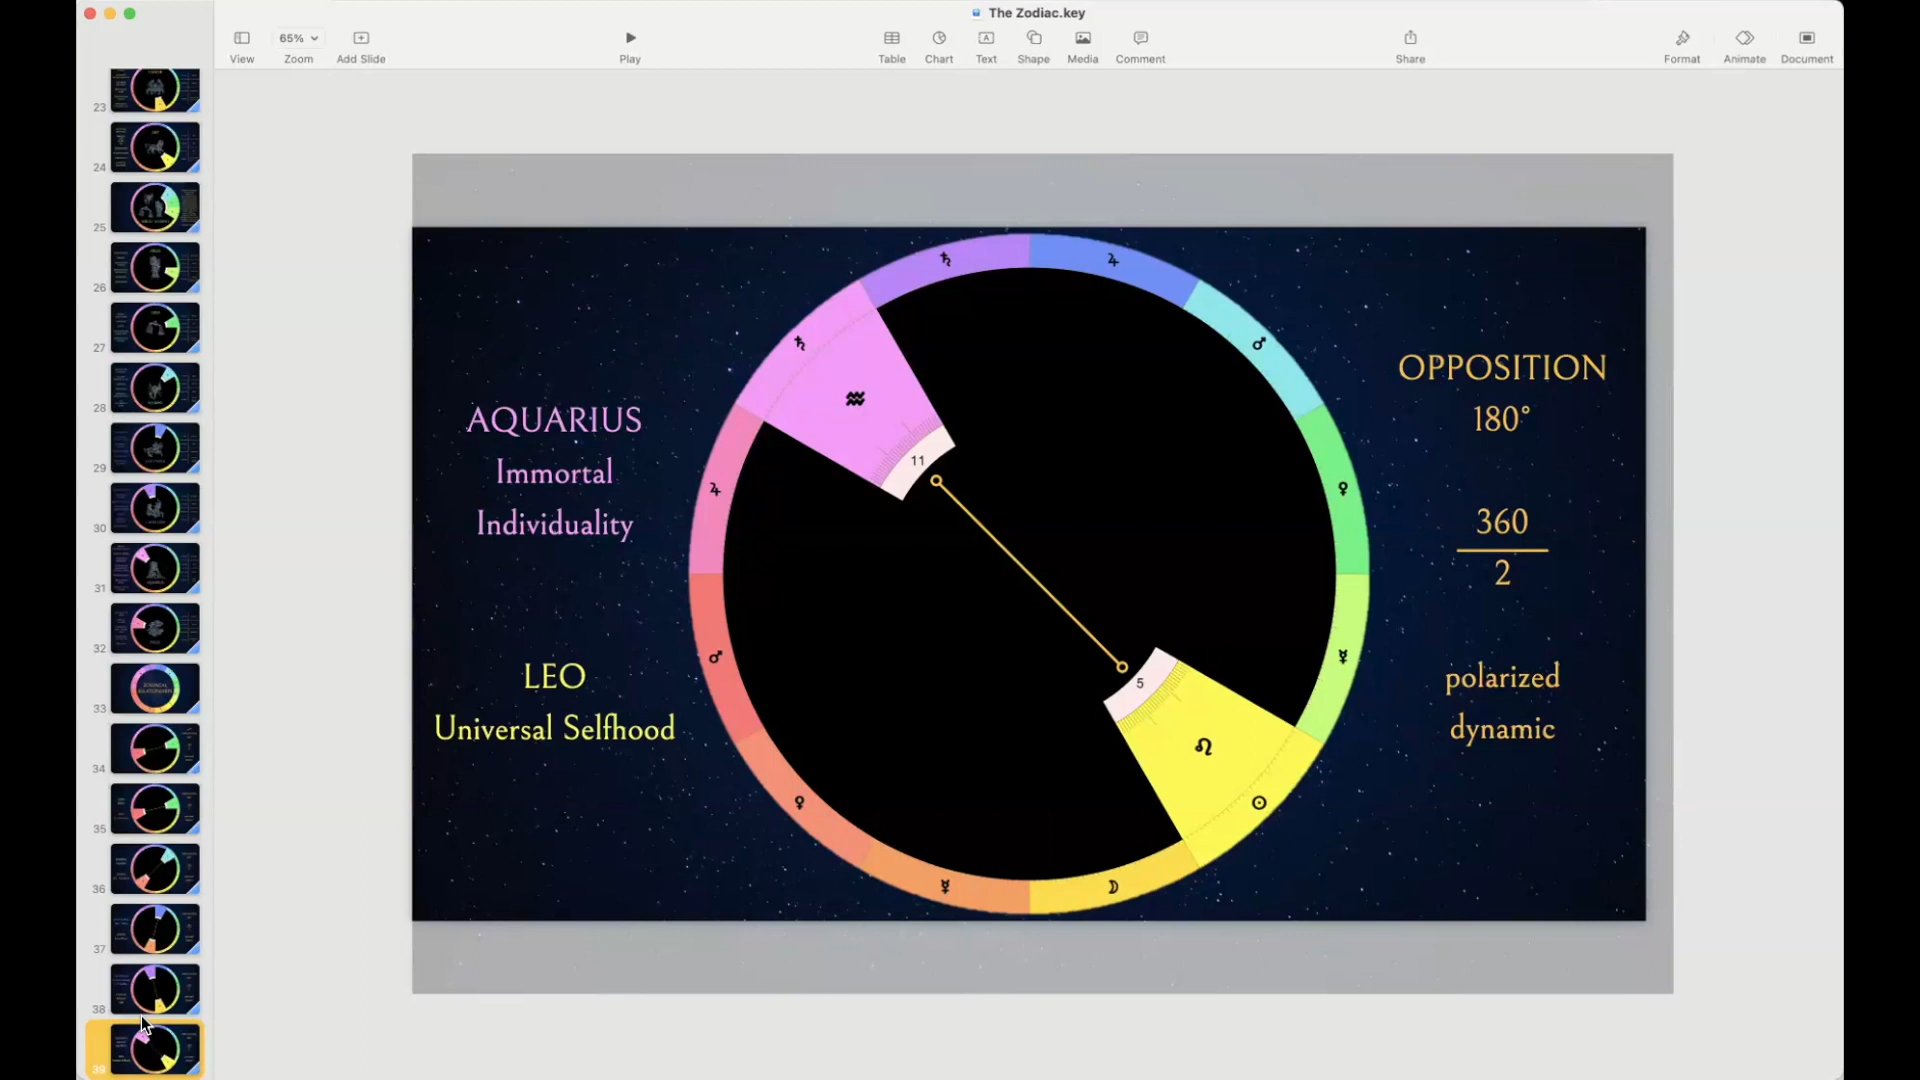 The Zodiac.key
65%
View
Zoom
Add Slide
Play
Table
Chart
Text
Shape
Media
Comment
Share
Format
Animate
Document
23
24
25
26
27
28
29
30
31
32
33
34
35
36
37
38
39
AQUARIUS
Immortal
Individuality
LEO
Universal Selfhood
♄
♃
♂
♀
☿
☉
☽
☿
♀
♂
♃
♄
♒
11
5
♌
OPPOSITION
180°
360
2
polarized
dynamic